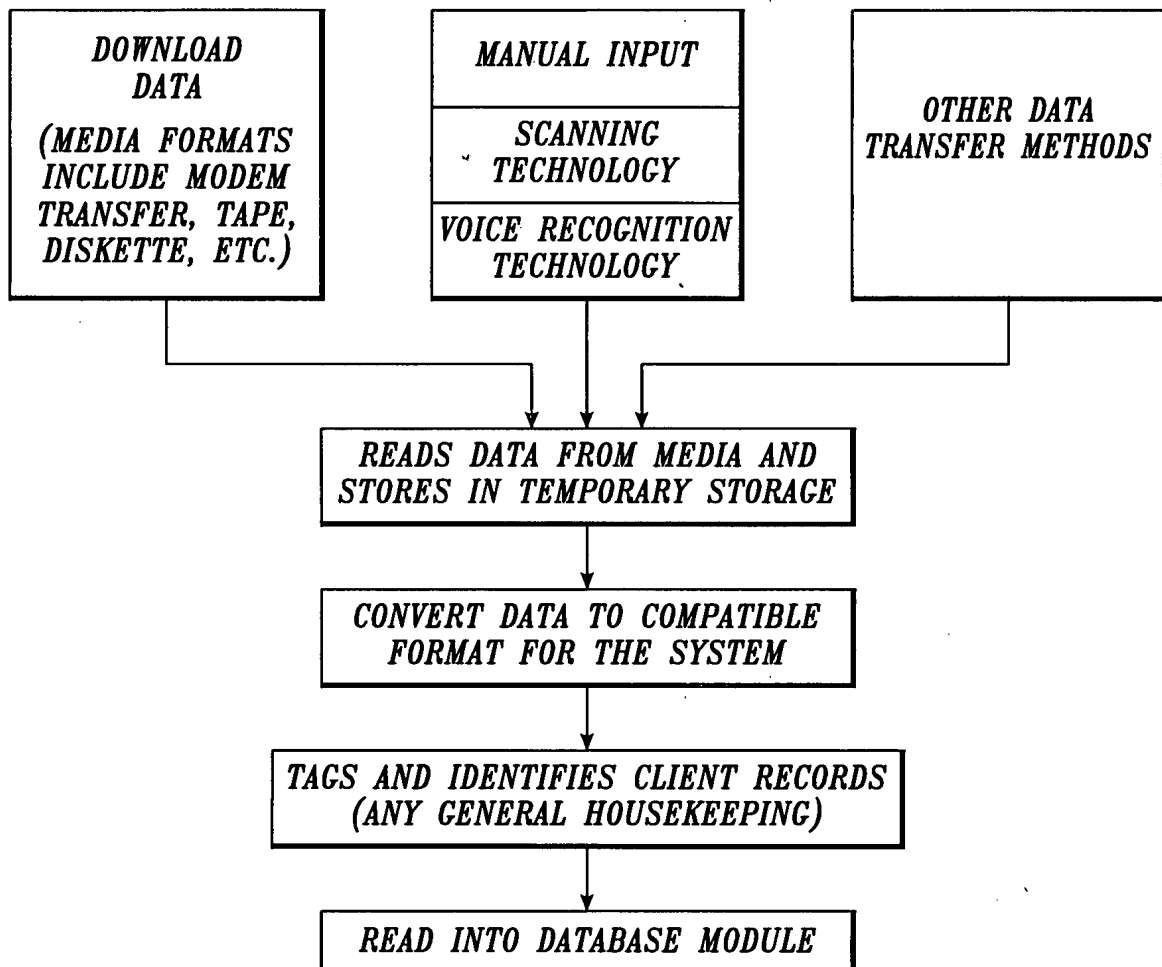 DOWNLOAD
DATA
(MEDIA FORMATS
INCLUDE MODEM
TRANSFER, TAPE,
DISKETTE, ETC.)
MANUAL INPUT
SCANNING
TECHNOLOGY
VOICE RECOGNITION
TECHNOLOGY
OTHER DATA
TRANSFER METHODS
READS DATA FROM MEDIA AND
STORES IN TEMPORARY STORAGE
CONVERT DATA TO COMPATIBLE
FORMAT FOR THE SYSTEM
TAGS AND IDENTIFIES CLIENT RECORDS
(ANY GENERAL HOUSEKEEPING)
READ INTO DATABASE MODULE